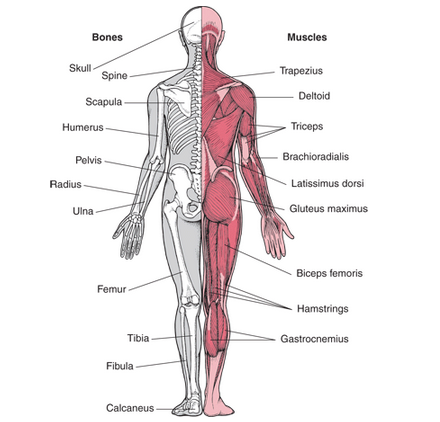 Bones
Muscles
Skull
Spine
Scapula
Humerus
Pelvis
Radius
Ulna
Femur
Tibia
Fibula
Calcaneus
Trapezius
Deltoid
Triceps
Brachioradialis
Latissimus dorsi
Gluteus maximus
Biceps femoris
Hamstrings
Gastrocnemius